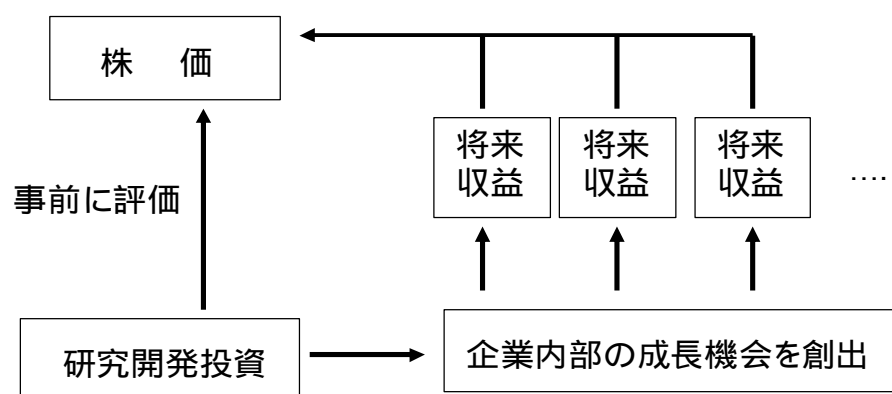 株 価
将来
収益
将来
収益
将来
収益
....
事前に評価
研究開発投資
企業内部の成長機会を創出